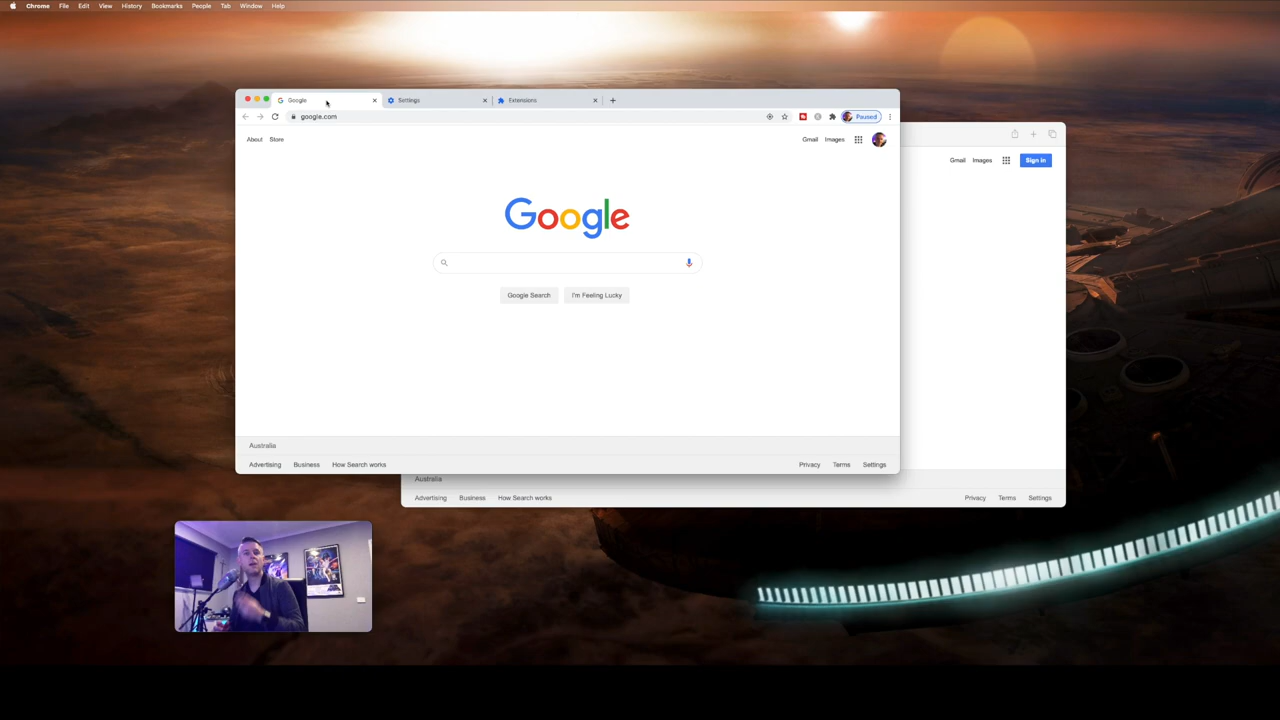 Chrome File Edit View History Bookmarks People Tab Window Help
Google Settings Extensions
google.com Paused
About Store Gmail Images
Gmail Images Sign in
Google
Google Search I'm Feeling Lucky
Australia
Advertising Business How Search works Privacy Terms Settings
Australia
Advertising Business How Search works Privacy Terms Settings